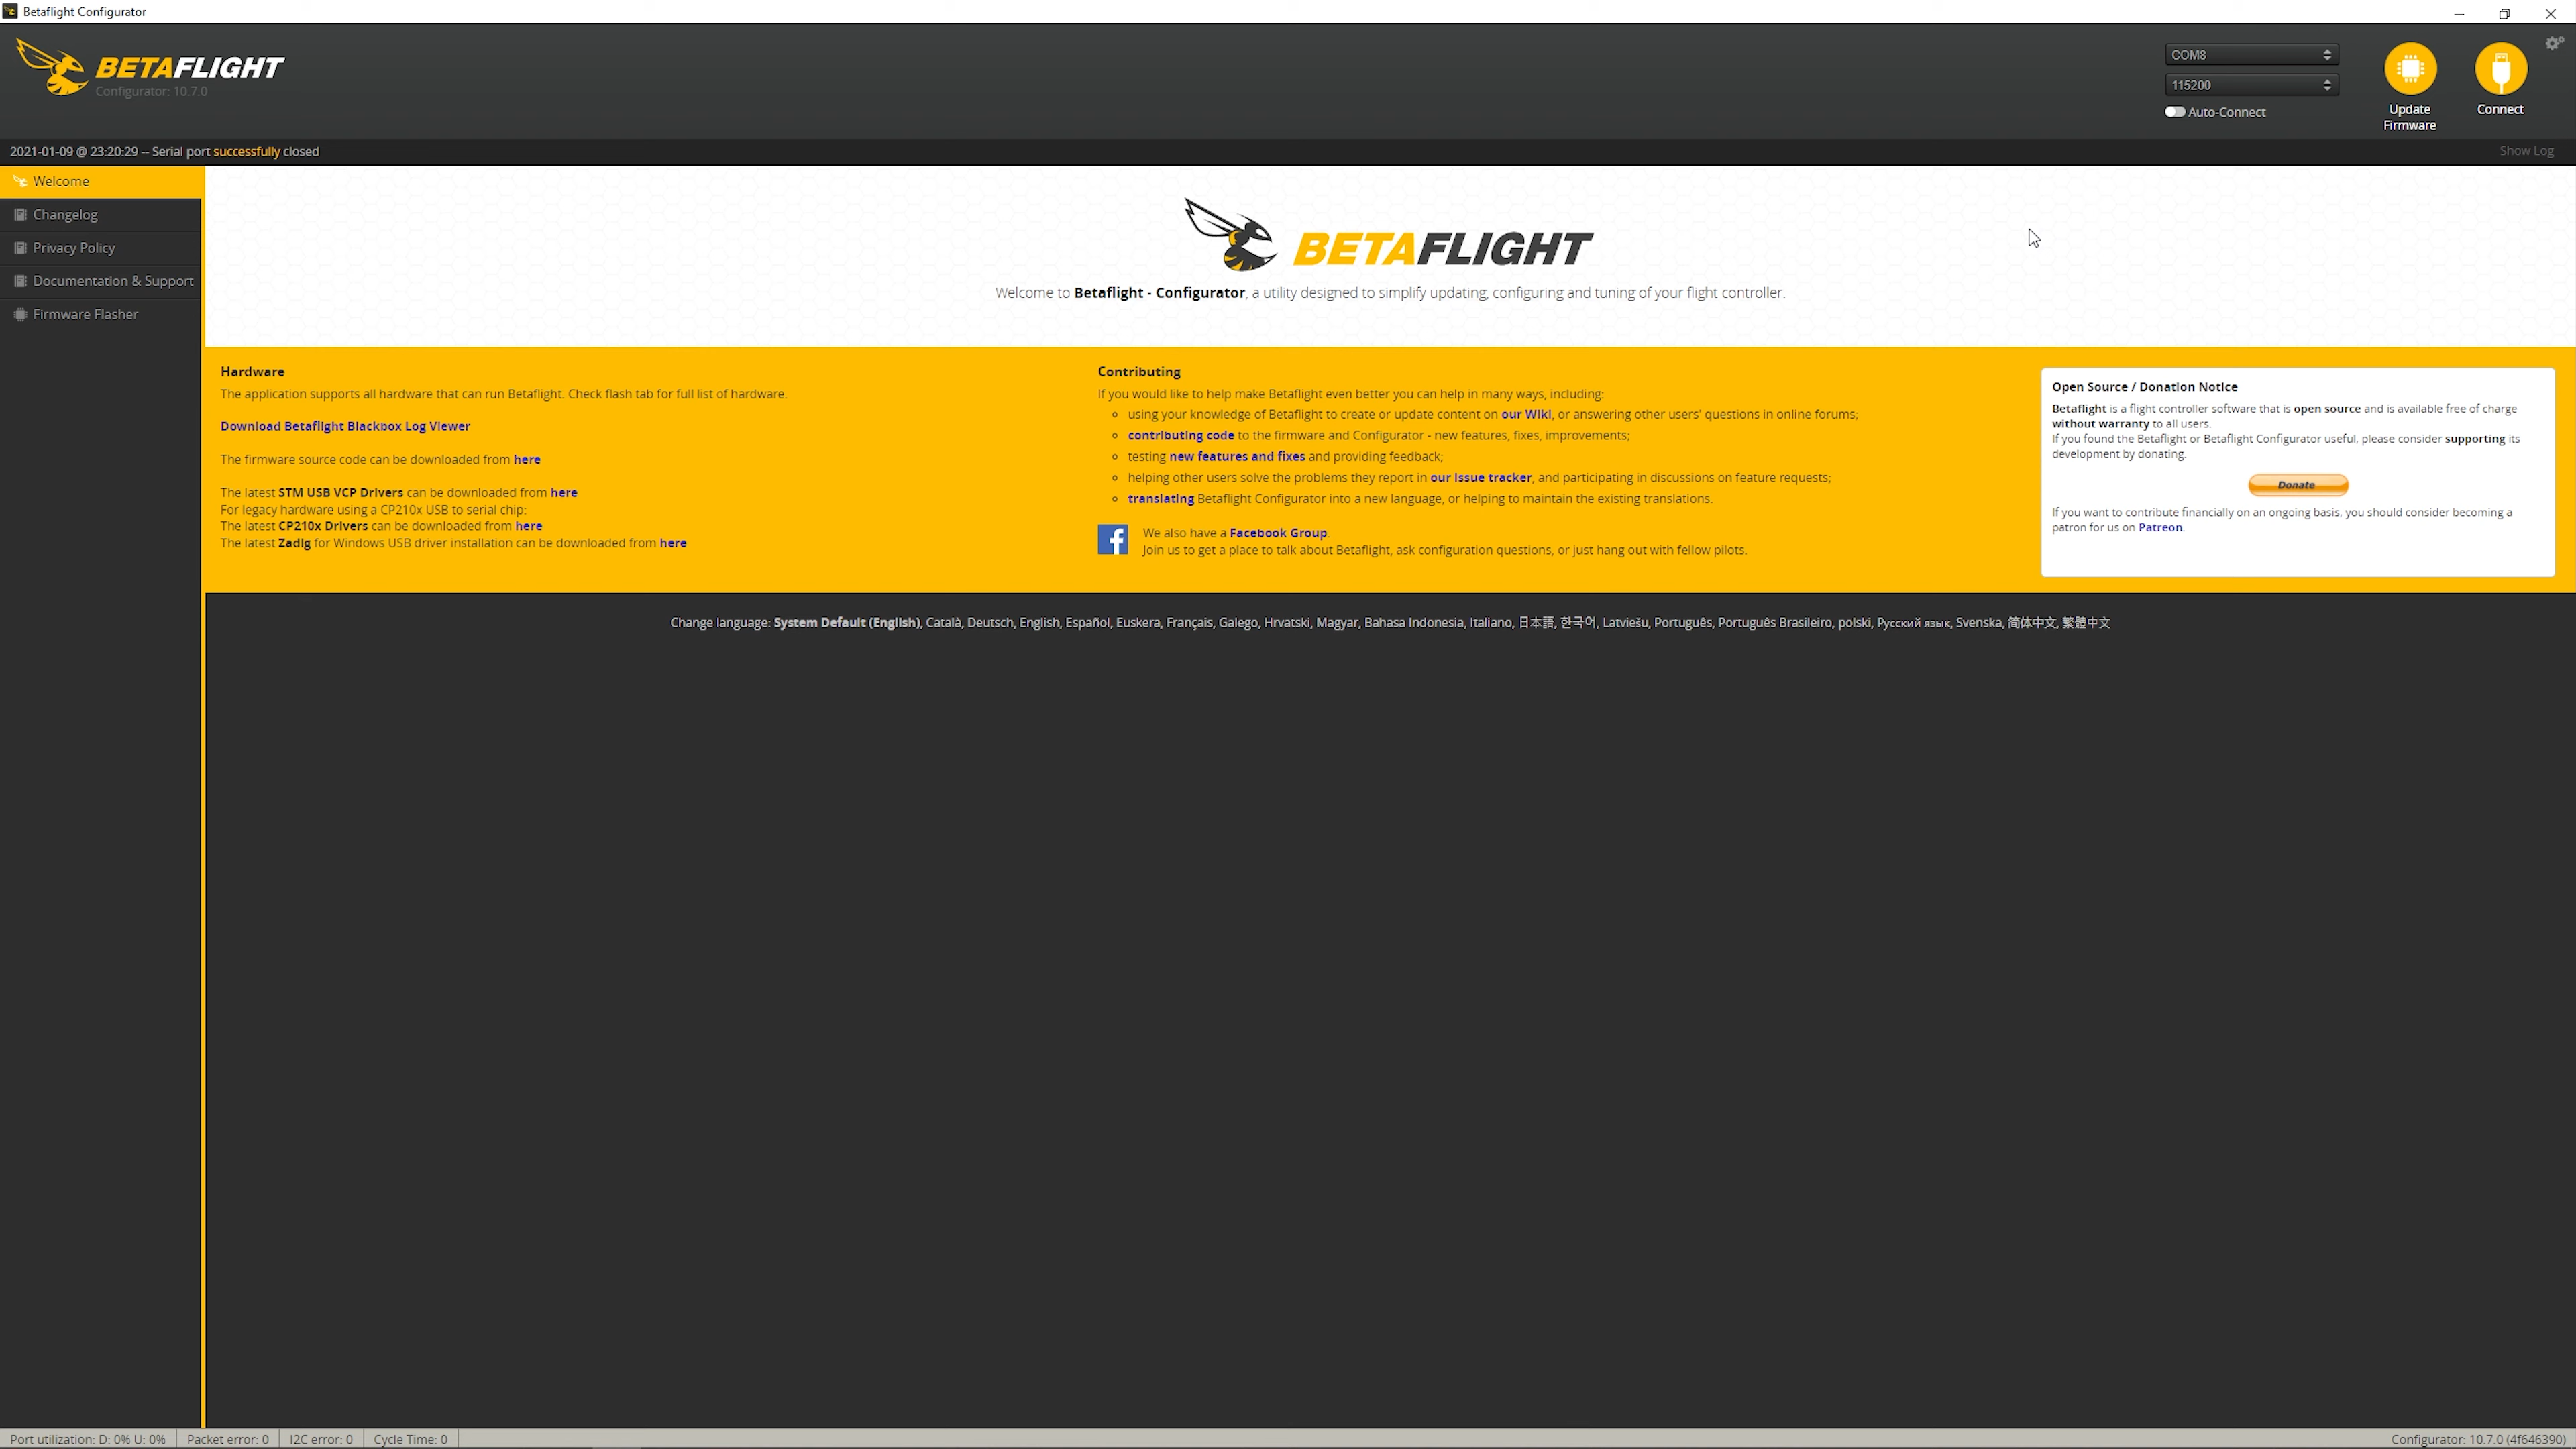 Betaflight Configurator
BETAFLIGHT
Configurator: 10.7.0
COM8
115200
Auto-Connect
Update
Firmware
Connect
2021-01-09 @ 23:20:29 -- Serial port successfully closed
Show Log
Welcome
Changelog
Privacy Policy
Documentation & Support
Firmware Flasher
BETAFLIGHT
Welcome to Betaflight - Configurator, a utility designed to simplify updating, configuring and tuning of your flight controller.
Hardware
The application supports all hardware that can run Betaflight. Check flash tab for full list of hardware.
Download Betaflight Blackbox Log Viewer
The firmware source code can be downloaded from here
The latest STM USB VCP Drivers can be downloaded from here
For legacy hardware using a CP210x USB to serial chip:
The latest CP210x Drivers can be downloaded from here
The latest Zadig for Windows USB driver installation can be downloaded from here
Contributing
If you would like to help make Betaflight even better you can help in many ways, including:
using your knowledge of Betaflight to create or update content on our Wiki, or answering other users' questions in online forums;
contributing code to the firmware and Configurator - new features, fixes, improvements;
testing new features and fixes and providing feedback;
helping other users solve the problems they report in our issue tracker, and participating in discussions on feature requests;
translating Betaflight Configurator into a new language, or helping to maintain the existing translations.
We also have a Facebook Group.
Join us to get a place to talk about Betaflight, ask configuration questions, or just hang out with fellow pilots.
Open Source / Donation Notice
Betaflight is a flight controller software that is open source and is available free of charge
without warranty to all users.
If you found the Betaflight or Betaflight Configurator useful, please consider supporting its
development by donating.
Donate
If you want to contribute financially on an ongoing basis, you should consider becoming a
patron for us on Patreon.
Change language: System Default (English), Català, Deutsch, English, Español, Euskera, Français, Galego, Hrvatski, Magyar, Bahasa Indonesia, Italiano, 日本語, 한국어, Latviešu, Português, Português Brasileiro, polski, Русский язык, Svenska, 简体中文, 繁體中文
Port utilization: D: 0% U: 0%
Packet error: 0
I2C error: 0
Cycle Time: 0
Configurator: 10.7.0 (4f646390)